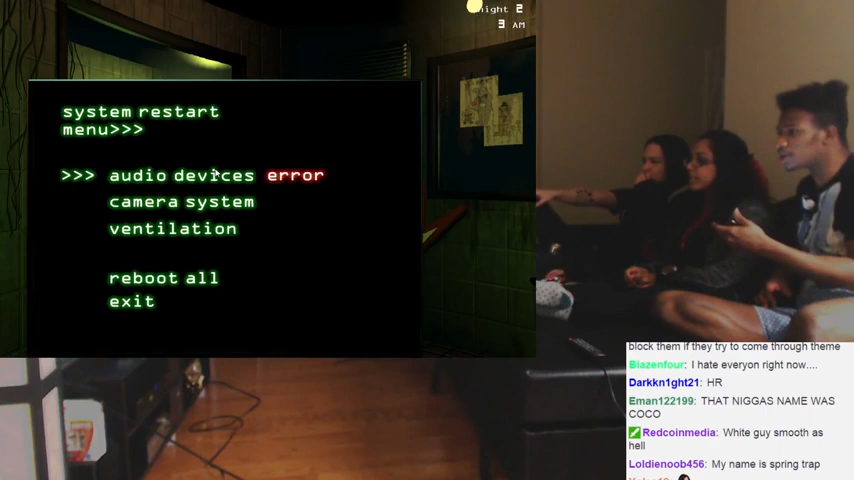 night 2
3 AM
system restart
menu>>>
>>> audio devices error
camera system
ventilation
reboot all
exit
block them if they try to come through theme
Blazenfour: I hate everyon right now....
Darkkn1ght21: HR
Eman122199: THAT NIGGAS NAME WAS
COCO
Redcoinmedia: White guy smooth as
hell
Loldienoob456: My name is spring trap